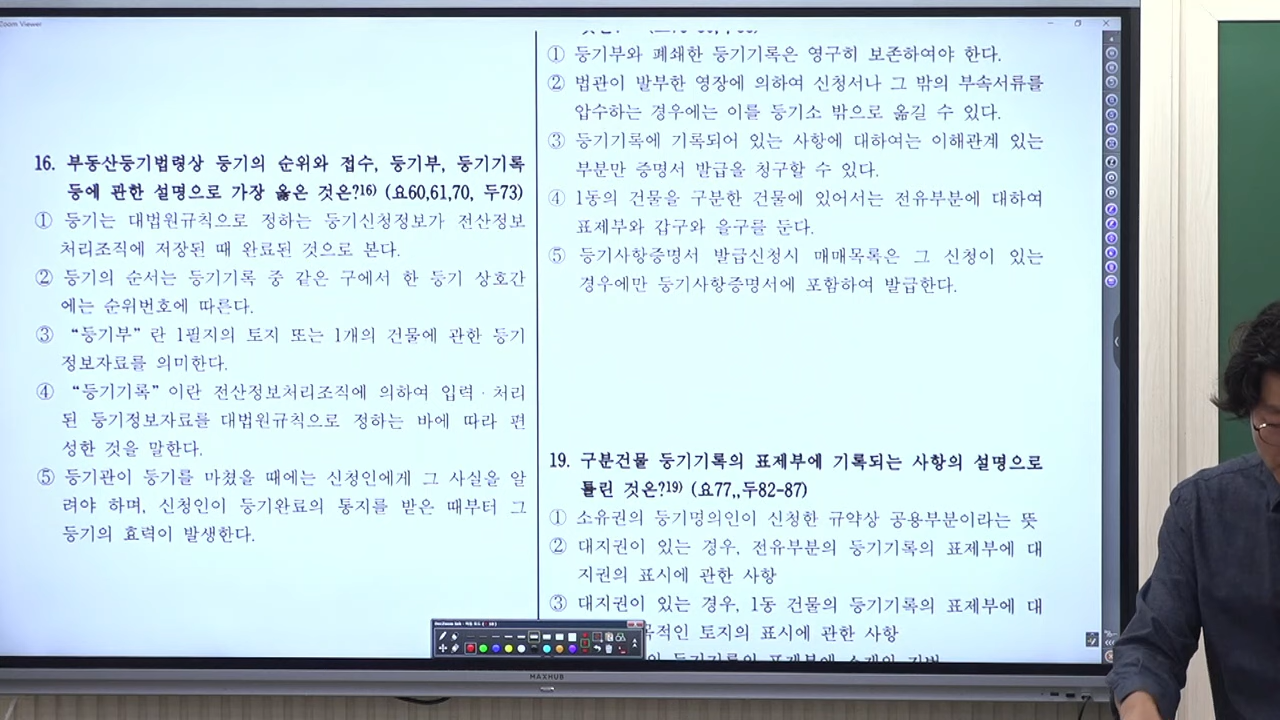 Zoom Viewer
16. 부동산등기법령상 등기의 순위와 접수, 등기부, 등기기록
등에 관한 설명으로 가장 옳은 것은?16) (요60,61,70, 두73)
① 등기는 대법원규칙으로 정하는 등기신청정보가 전산정보
처리조직에 저장된 때 완료된 것으로 본다.
② 등기의 순서는 등기기록 중 같은 구에서 한 등기 상호간
에는 순위번호에 따른다.
③ “등기부”란 1필지의 토지 또는 1개의 건물에 관한 등기
정보자료를 의미한다.
④ “등기기록”이란 전산정보처리조직에 의하여 입력·처리
된 등기정보자료를 대법원규칙으로 정하는 바에 따라 편
성한 것을 말한다.
⑤ 등기관이 등기를 마쳤을 때에는 신청인에게 그 사실을 알
려야 하며, 신청인이 등기완료의 통지를 받은 때부터 그
등기의 효력이 발생한다.
① 등기부와 폐쇄한 등기기록은 영구히 보존하여야 한다.
② 법관이 발부한 영장에 의하여 신청서나 그 밖의 부속서류를
압수하는 경우에는 이를 등기소 밖으로 옮길 수 있다.
③ 등기기록에 기록되어 있는 사항에 대하여는 이해관계 있는
부분만 증명서 발급을 청구할 수 있다.
④ 1동의 건물을 구분한 건물에 있어서는 전유부분에 대하여
표제부와 갑구와 을구를 둔다.
⑤ 등기사항증명서 발급신청시 매매목록은 그 신청이 있는
경우에만 등기사항증명서에 포함하여 발급한다.
19. 구분건물 등기기록의 표제부에 기록되는 사항의 설명으로
틀린 것은?19) (요77,,두82-87)
① 소유권의 등기명의인이 신청한 규약상 공용부분이라는 뜻
② 대지권이 있는 경우, 전유부분의 등기기록의 표제부에 대
지권의 표시에 관한 사항
③ 대지권이 있는 경우, 1동 건물의 등기기록의 표제부에 대
목적인 토지의 표시에 관한 사항
MAXHUB